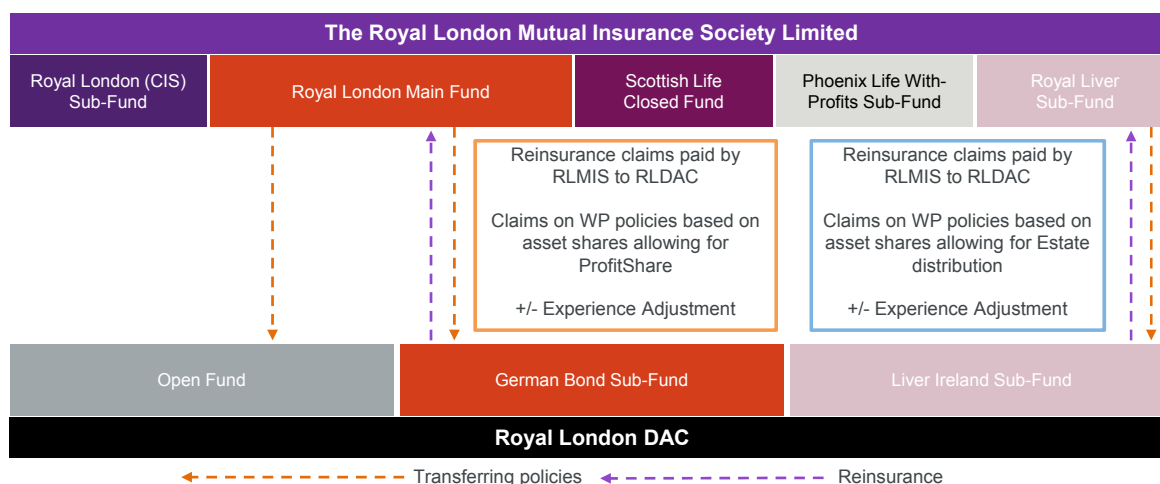 The Royal London Mutual Insurance Society Limited
Royal London (CIS)
Sub-Fund
Royal London Main Fund
Scottish Life
Closed Fund
Phoenix Life With-
Profits Sub-Fund
Royal Liver
Sub-Fund
Reinsurance claims paid by
RLMIS to RLDAC
Claims on WP policies based on
asset shares allowing for
ProfitShare
+/- Experience Adjustment
Reinsurance claims paid by
RLMIS to RLDAC
Claims on WP policies based on
asset shares allowing for Estate
distribution
+/- Experience Adjustment
Open Fund
German Bond Sub-Fund
Liver Ireland Sub-Fund
Royal London DAC
Transferring policies
Reinsurance